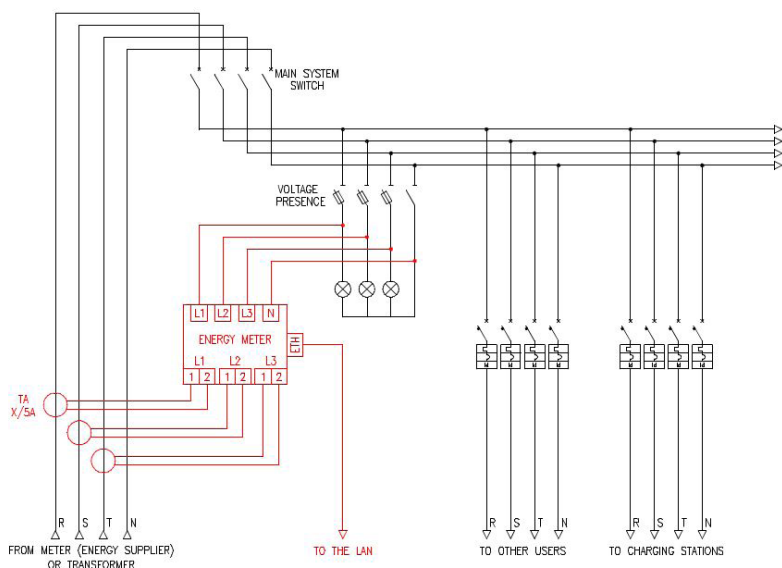 MAIN SYSTEM
SWITCH
VOLTAGE
PRESENCE
L1 L2 L3 N
ENERGY METER
ETH
L1 L2 L3
1 2 1 2 1 2
TA
X/5A
R S T N
FROM METER (ENERGY SUPPLIER)
OR TRANSFORMER
TO THE LAN
R S T N
TO OTHER USERS
R S T N
TO CHARGING STATIONS